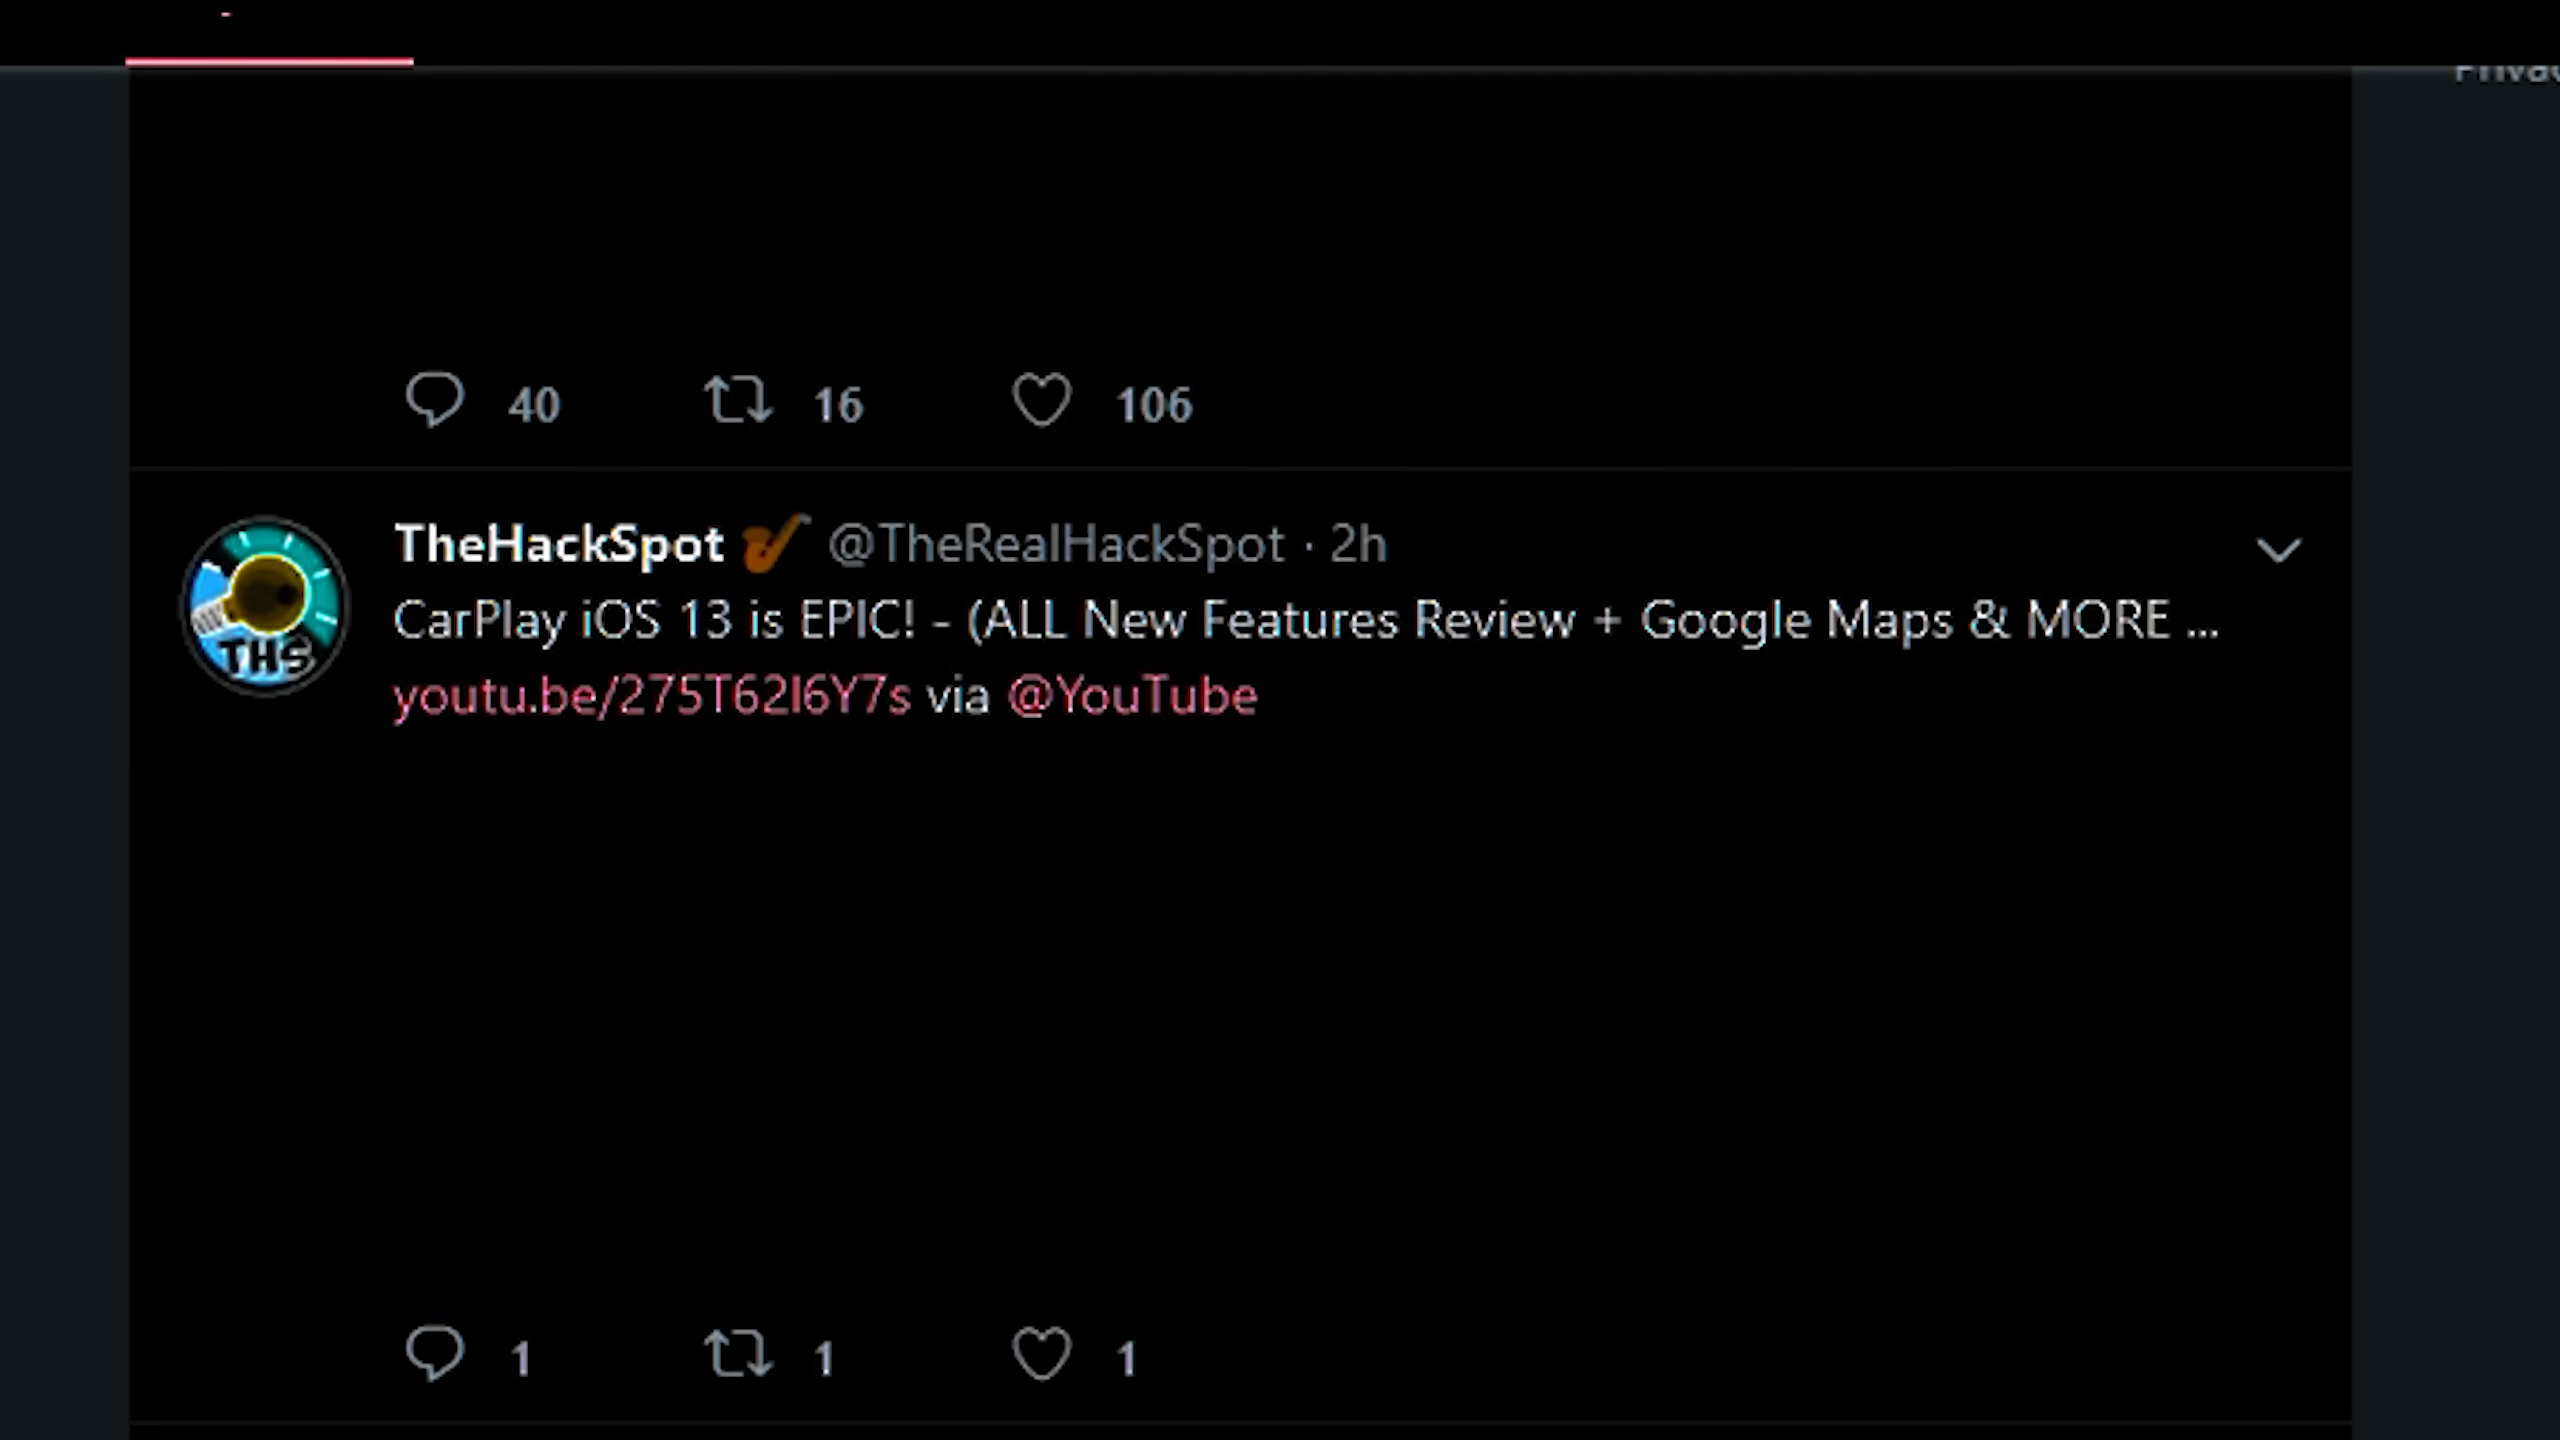 40 16 106
TheHackSpot 🎷 @TheRealHackSpot · 2h
CarPlay iOS 13 is EPIC! - (ALL New Features Review + Google Maps & MORE ...
youtu.be/275T62I6Y7s via @YouTube
THS
1 1 1